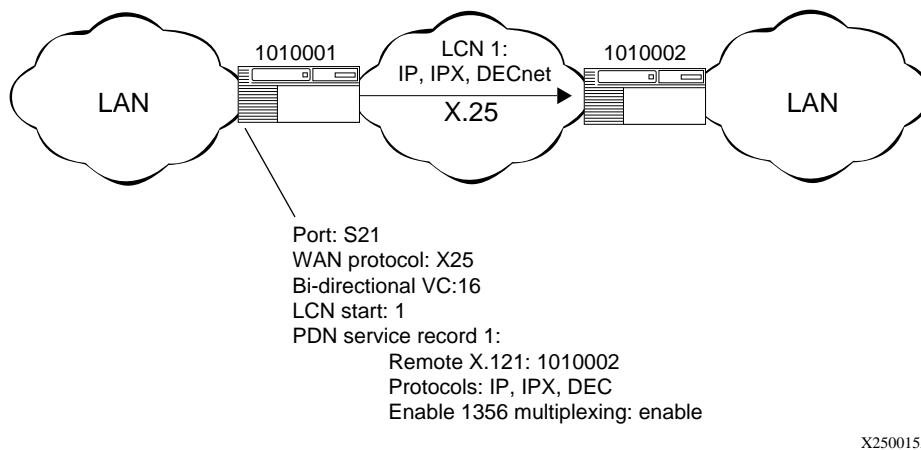 1010001
LCN 1:
1010002
IP, IPX, DECnet
LAN
X.25
LAN
Port: S21
WAN protocol: X25
Bi-directional VC:16
LCN start: 1
PDN service record 1:
Remote X.121: 1010002
Protocols: IP, IPX, DEC
Enable 1356 multiplexing: enable
X250015